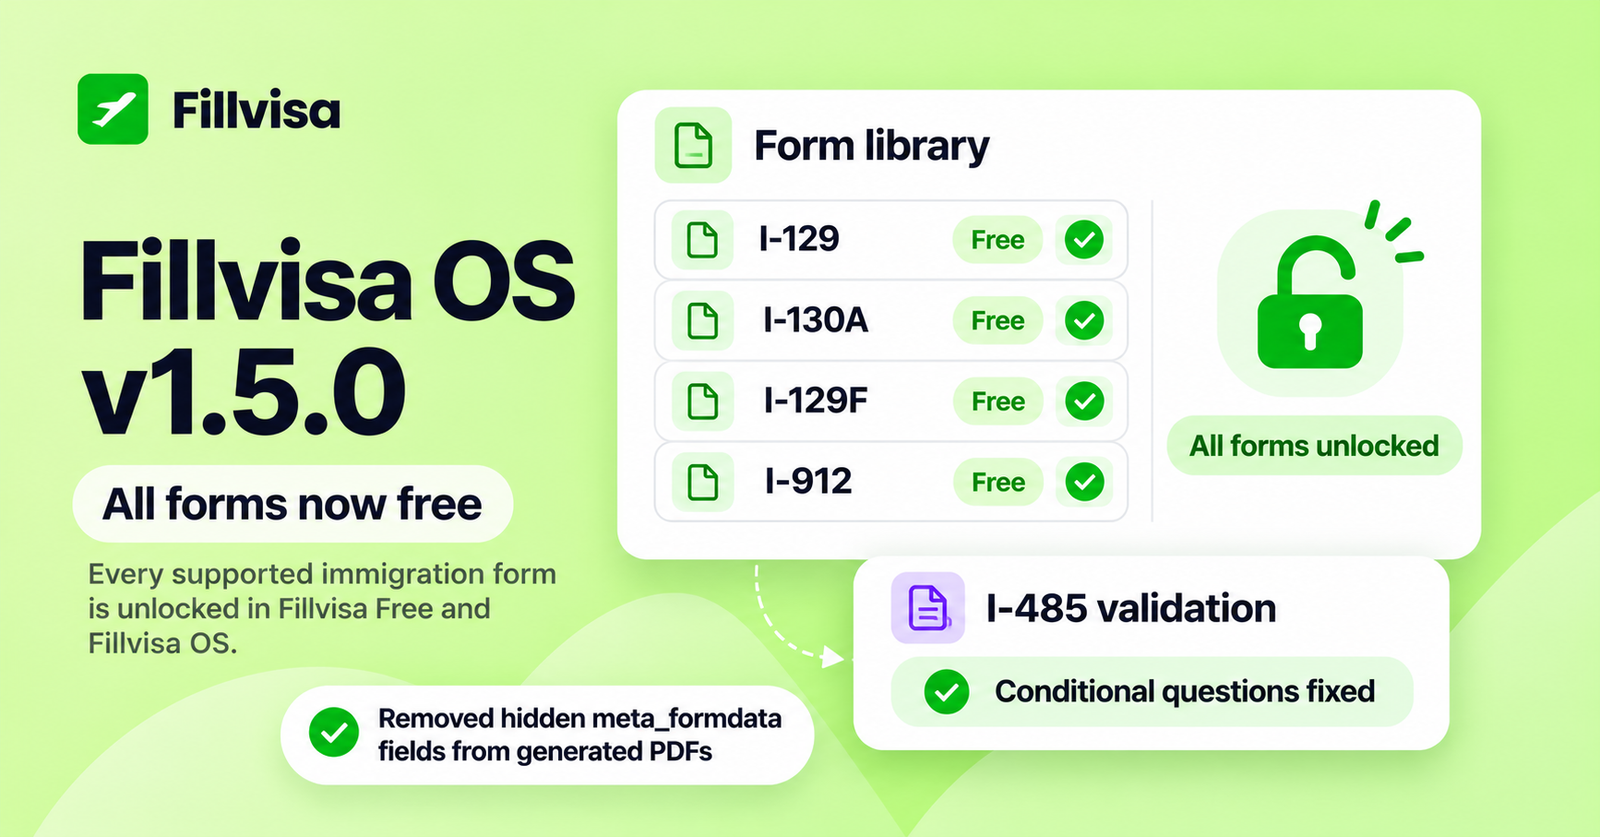 Fillvisa
Fillvisa OS
v1.5.0
All forms now free
Every supported immigration form
is unlocked in Fillvisa Free and
Fillvisa OS.
Form library
I-129 Free
I-130A Free
I-129F Free
I-912 Free
All forms unlocked
I-485 validation
Conditional questions fixed
Removed hidden meta_formdata
fields from generated PDFs